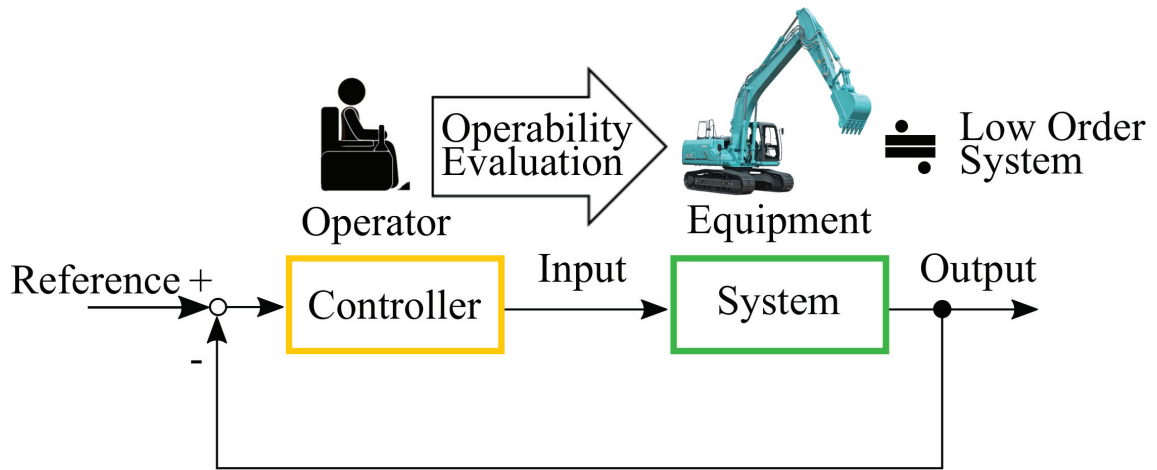 Operability
Evaluation
Low Order
System
Operator
Equipment
Reference +
Input
Output
Controller
System
-